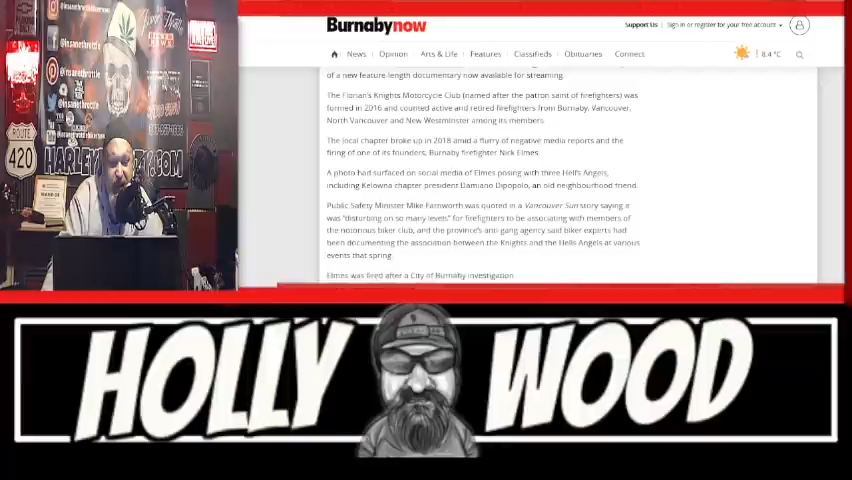 @insanethrottle
@insanethrottle
@insanethrottle
@insanethrottle
ROUTE
420
HARLEY
.COM
Burnabynow
Support Us
Sign in or register for your free account
News
Opinion
Arts & Life
Features
Classifieds
Obituaries
Connect
8.4 °C
of a new feature-length documentary now available for streaming.
The Florian's Knights Motorcycle Club (named after the patron saint of firefighters) was
formed in 2016 and counted active and retired firefighters from Burnaby, Vancouver,
North Vancouver and New Westminster among its members.
The local chapter broke up in 2018 amid a flurry of negative media reports and the
firing of one of its founders, Burnaby firefighter Nick Elmes.
A photo had surfaced on social media of Elmes posing with three Hell's Angels,
including Kelowna chapter president Damiano Dipopolo, an old neighbourhood friend.
Public Safety Minister Mike Farnworth was quoted in a Vancouver Sun story saying it
was "disturbing on so many levels" for firefighters to be associating with members of
the notorious biker club, and the province's anti-gang agency said biker experts had
been documenting the association between the Knights and the Hells Angels at various
events that spring.
Elmes was fired after a City of Burnaby investigation.
HOLLY WOOD